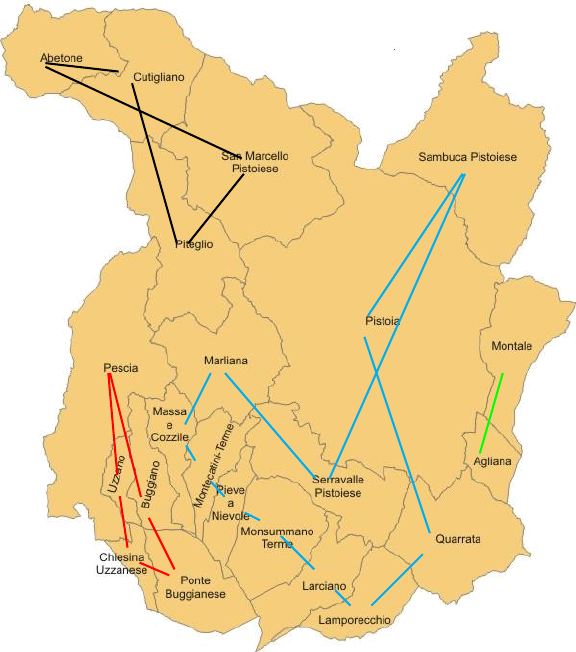 Abetone
Cutigliano
San Marcello
Pistoiese
Sambuca Pistoiese
Piteglio
Pistoia
Montale
Marliana
Pescia
Massa
e
Cozzile
Montecatini-Terme
Uzzano
Buggiano
Pieve
a
Nievole
Serravalle
Pistoiese
Agliana
Monsummano
Terme
Quarrata
Chiesina
Uzzanese
Ponte
Buggianese
Larciano
Lamporecchio